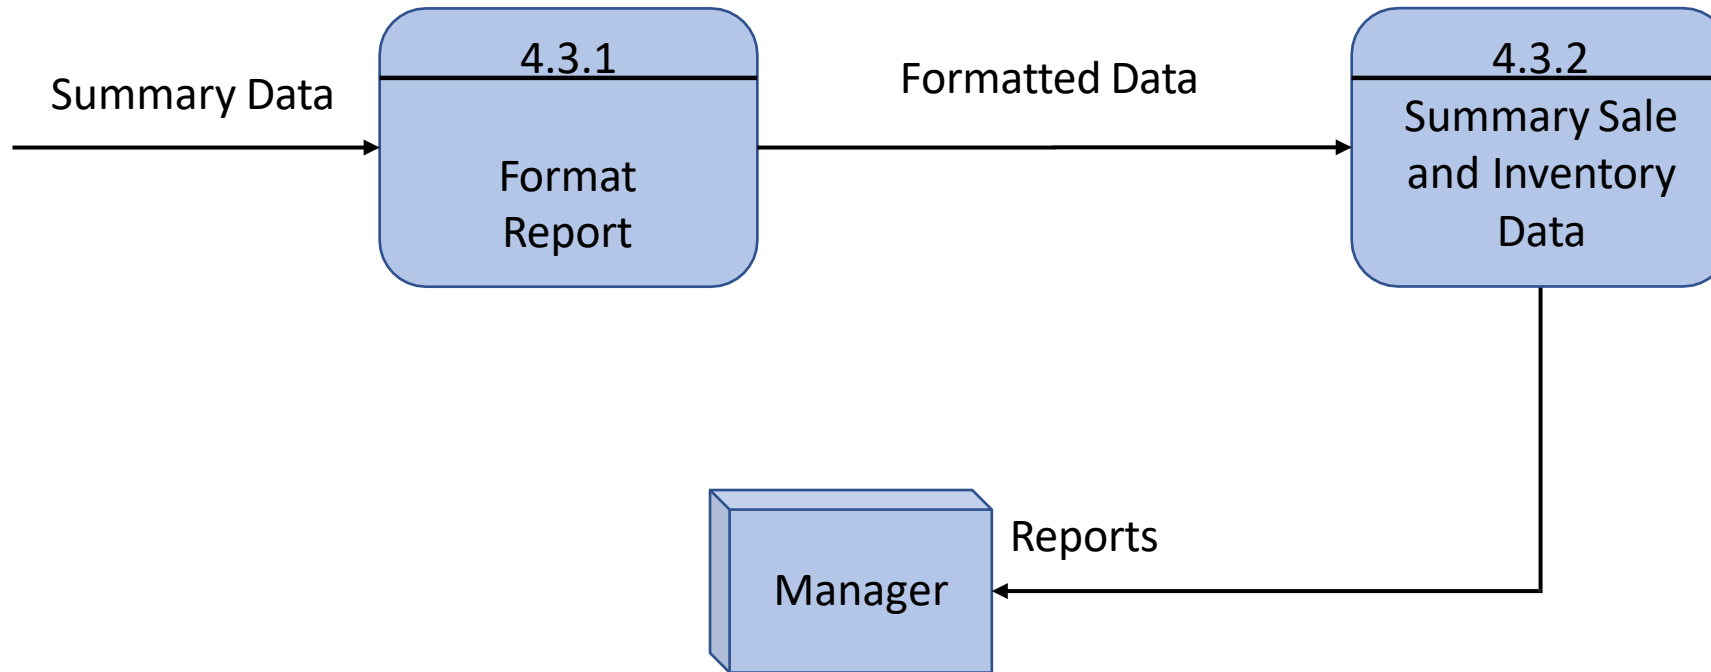 Summary Data
4.3.1
Format
Report
Formatted Data
4.3.2
Summary Sale
and Inventory
Data
Reports
Manager